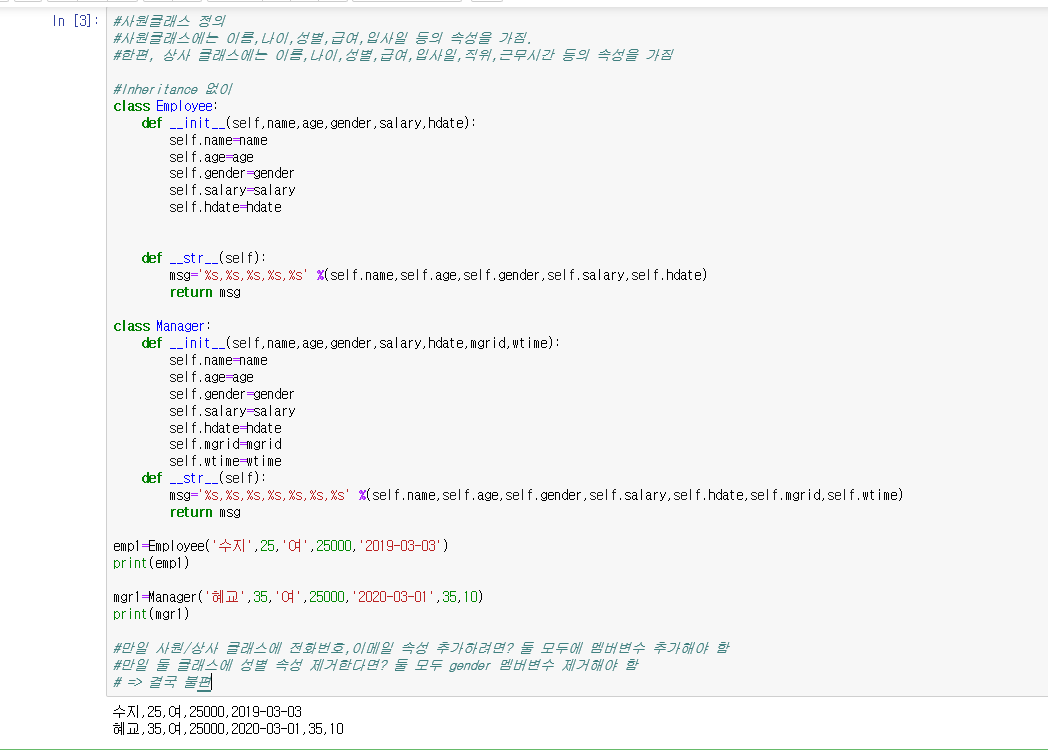 In [3]:
#사원클래스 정의
#사원클래스에는 이름,나이,성별,급여,입사일 등의 속성을 가짐.
#한편, 상사 클래스에는 이름,나이,성별,급여,입사일,직위,근무시간 등의 속성을 가짐
#Inheritance 없이
class Employee:
def __init__(self,name,age,gender,salary,hdate):
self.name=name
self.age=age
self.gender=gender
self.salary=salary
self.hdate=hdate
def __str__(self):
msg='%s,%s,%s,%s,%s' %(self.name,self.age,self.gender,self.salary,self.hdate)
return msg
class Manager:
def __init__(self,name,age,gender,salary,hdate,mgrid,wtime):
self.name=name
self.age=age
self.gender=gender
self.salary=salary
self.hdate=hdate
self.mgrid=mgrid
self.wtime=wtime
def __str__(self):
msg='%s,%s,%s,%s,%s,%s,%s' %(self.name,self.age,self.gender,self.salary,self.hdate,self.mgrid,self.wtime)
return msg
emp1=Employee('수지',25,'여',25000,'2019-03-03')
print(emp1)
mgr1=Manager('혜교',35,'여',25000,'2020-03-01',35,10)
print(mgr1)
#만일 사원/상사 클래스에 전화번호,이메일 속성 추가하려면? 둘 모두에 멤버변수 추가해야 함
#만일 둘 클래스에 성별 속성 제거한다면? 둘 모두 gender 멤버변수 제거해야 함
# => 결국 불편
수지,25,여,25000,2019-03-03
혜교,35,여,25000,2020-03-01,35,10